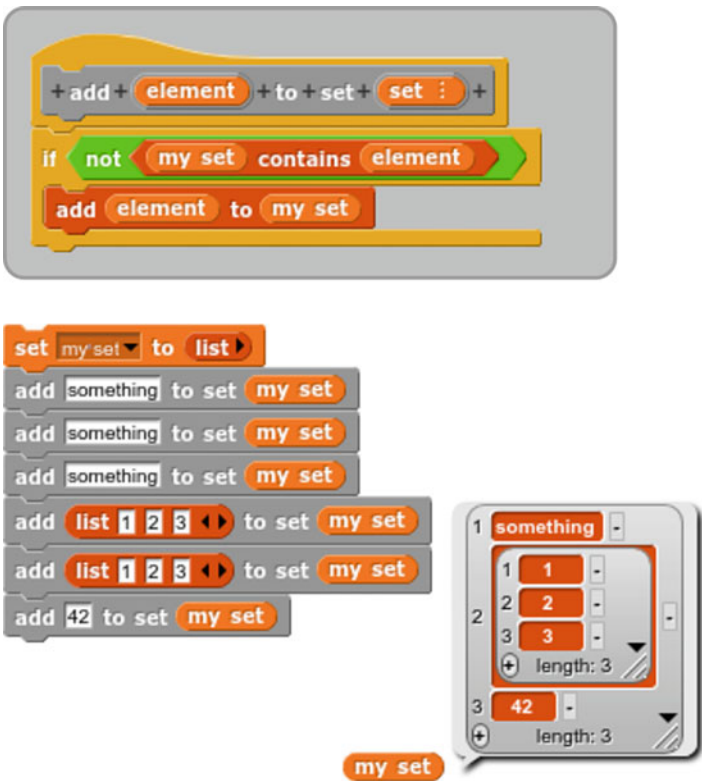 + add + element + to + set + set ⋮ +
if not my set contains element
add element to my set
set my set to list
add something to set my set
add something to set my set
add something to set my set
add list 1 2 3 to set my set
add list 1 2 3 to set my set
add 42 to set my set
1 something -
2
1 1 -
2 2 -
3 3 -
+ length: 3
-
3 42 -
+ length: 3
my set